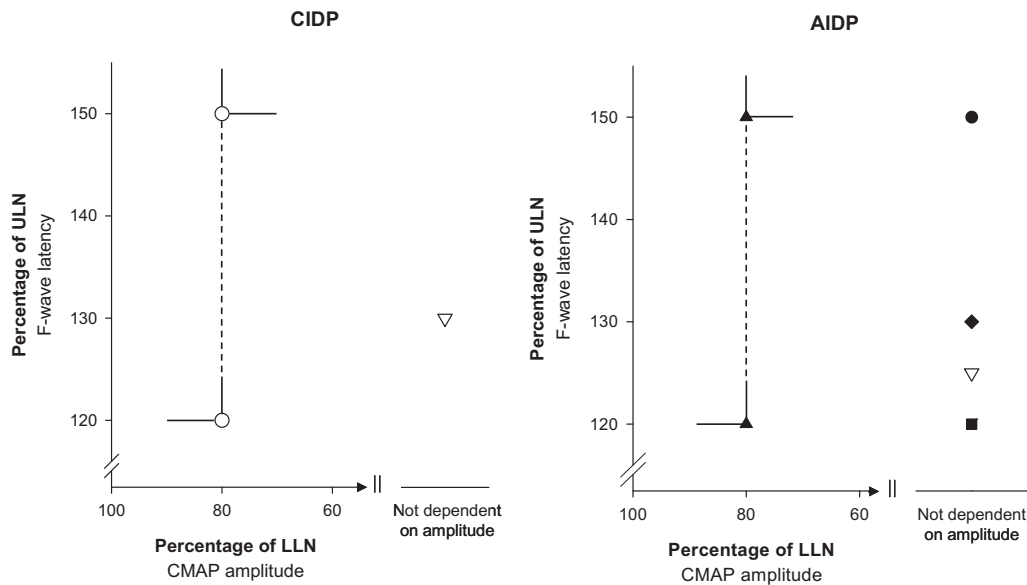 CIDP
150
140
130
120
Percentage of ULN
F-wave latency
100
80
60
Not dependent
on amplitude
Percentage of LLN
CMAP amplitude
AIDP
150
140
130
120
Percentage of ULN
F-wave latency
100
80
60
Not dependent
on amplitude
Percentage of LLN
CMAP amplitude